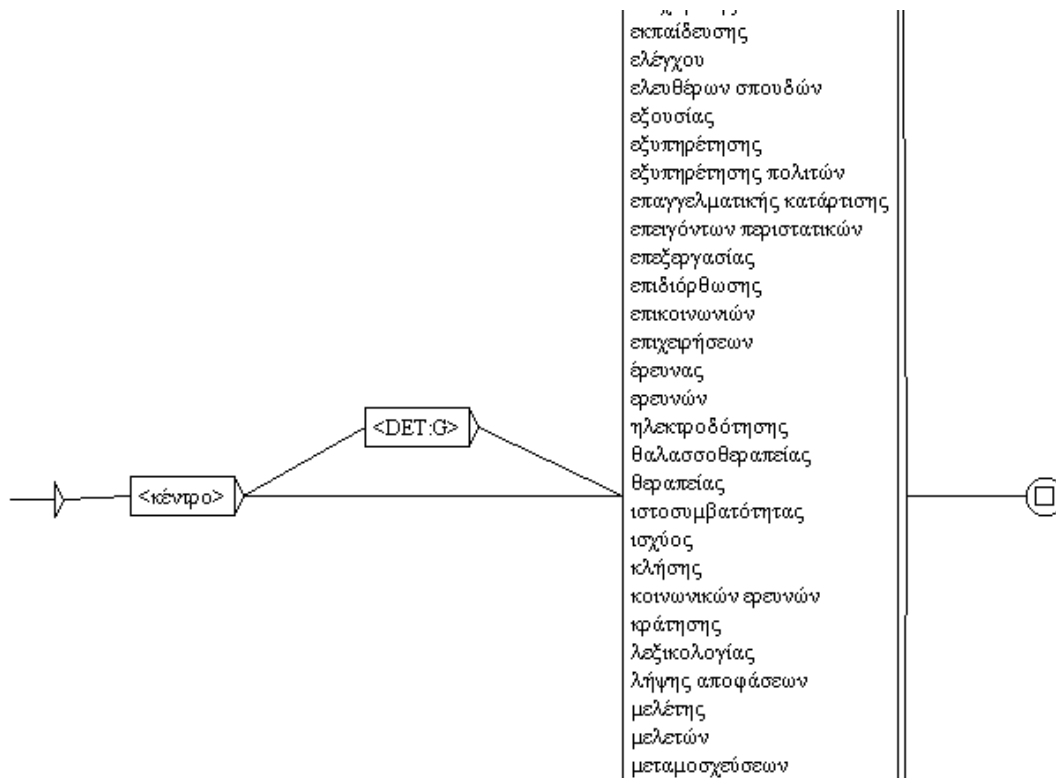 εκπαίδευσης
ελέγχου
ελευθέρων σπουδών
εξουσίας
εξυπηρέτησης
εξυπηρέτησης πολιτών
επαγγελματικής κατάρτισης
επειγόντων περιστατικών
επεξεργασίας
επιδιόρθωσης
επικοινωνιών
επιχειρήσεων
έρευνας
ερευνών
<DET:G>
ηλεκτροδότησης
θαλασσοθεραπείας
θεραπείας
<κέντρο>
ιστοσυμβατότητας
ισχύος
κλήσης
κοινωνικών ερευνών
κράτησης
λεξικολογίας
λήψης αποφάσεων
μελέτης
μελετών
μεταμοσχεύσεων